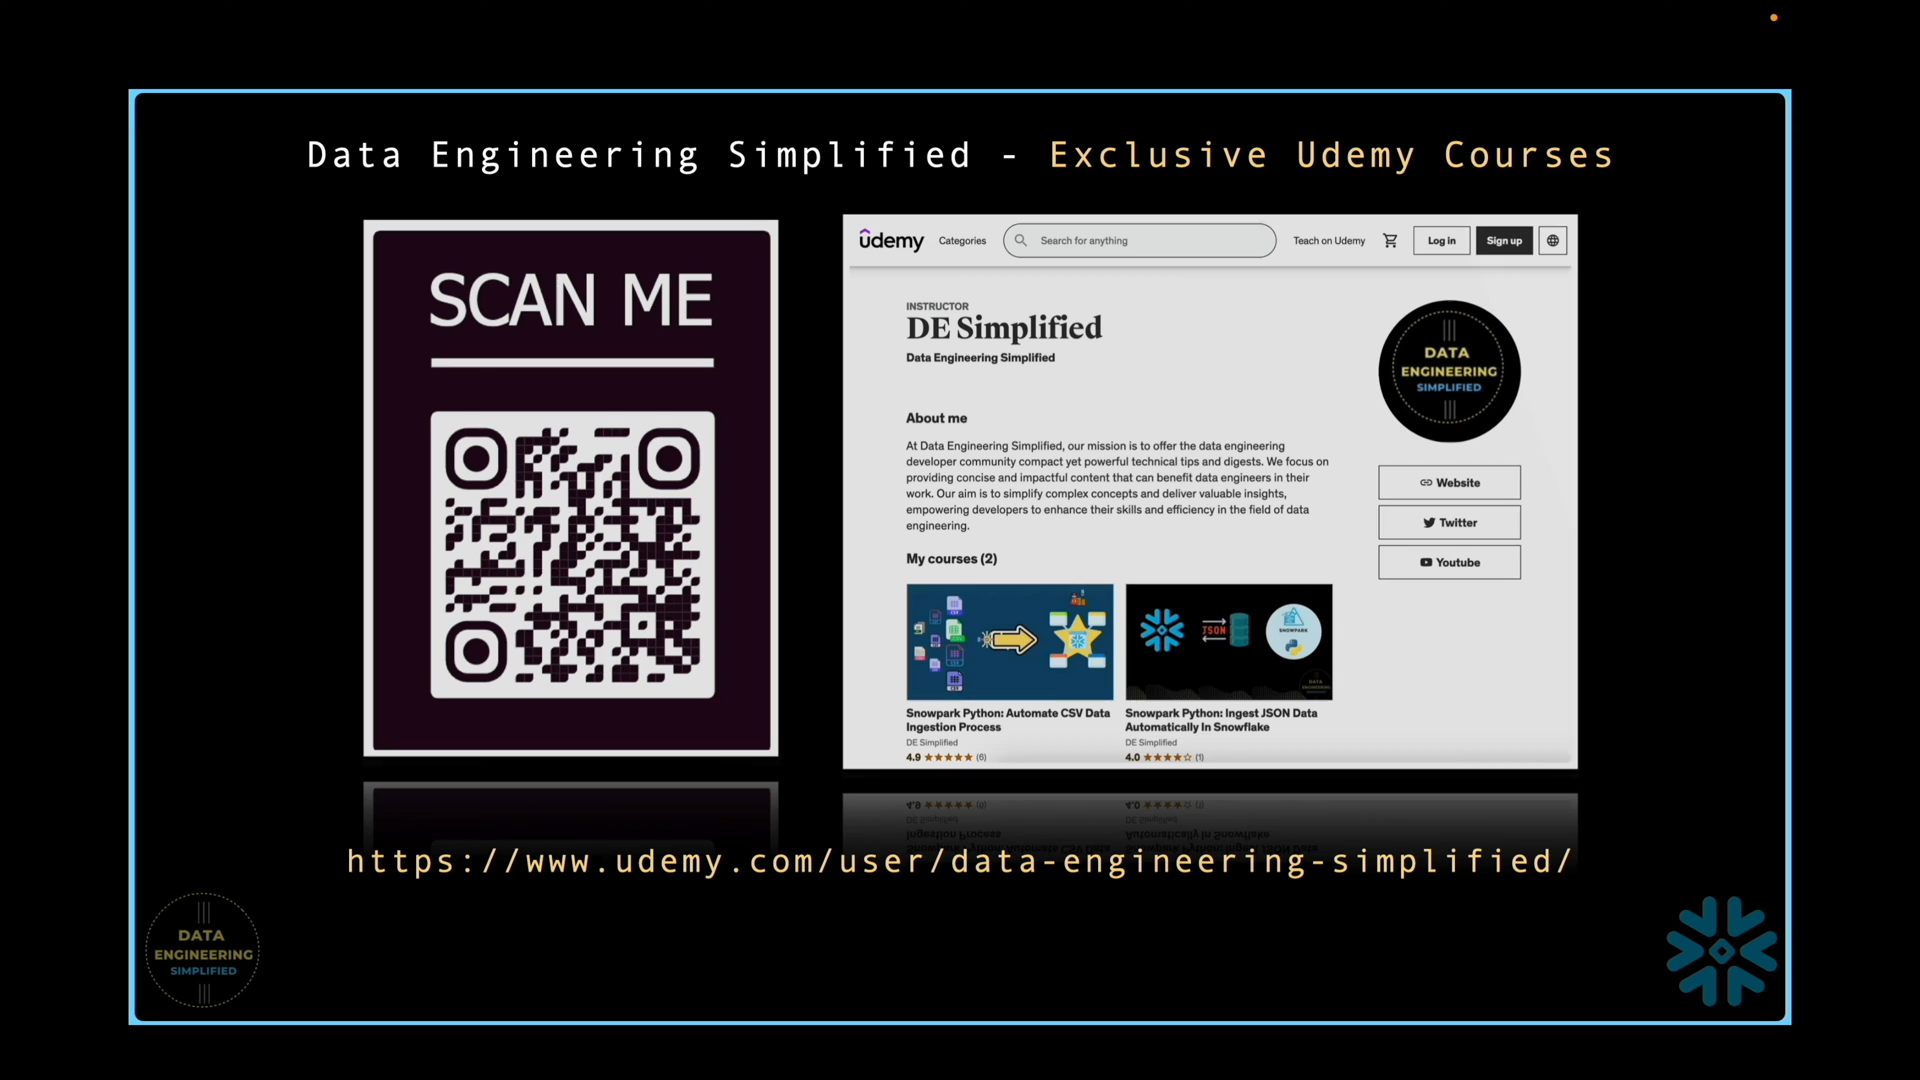 Data Engineering Simplified - Exclusive Udemy Courses
SCAN ME
udemy
Categories
Search for anything
Teach on Udemy
Log in
Sign up
INSTRUCTOR
DE Simplified
Data Engineering Simplified
DATA
ENGINEERING
SIMPLIFIED
About me
At Data Engineering Simplified, our mission is to offer the data engineering
developer community compact yet powerful technical tips and digests. We focus on
providing concise and impactful content that can benefit data engineers in their
work. Our aim is to simplify complex concepts and deliver valuable insights,
empowering developers to enhance their skills and efficiency in the field of data
engineering.
Website
Twitter
Youtube
My courses (2)
JSON
SNOWPARK
Snowpark Python: Automate CSV Data
Ingestion Process
DE Simplified
4.9 (6)
Snowpark Python: Ingest JSON Data
Automatically In Snowflake
DE Simplified
4.0 (1)
https://www.udemy.com/user/data-engineering-simplified/
DATA
ENGINEERING
SIMPLIFIED